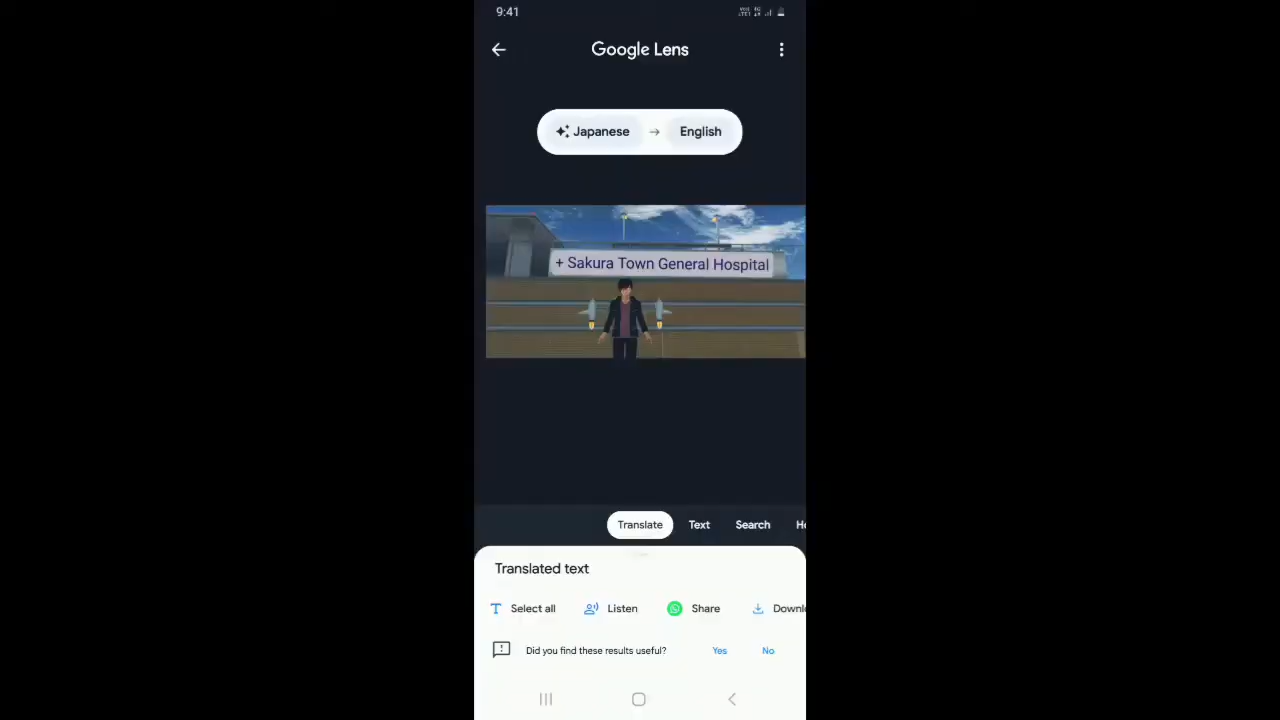 9:41
Google Lens
Japanese → English
+ Sakura Town General Hospital
Translate Text Search
Translated text
Select all Listen Share Downlo
Did you find these results useful? Yes No